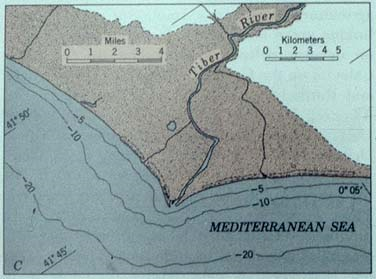 Tiber River
Miles
0 1 2 3 4
Kilometers
0 1 2 3 4 5
41°50'
-5
-10
-20
-5
-10
0°05'
MEDITERRANEAN SEA
-20
41°45'
C